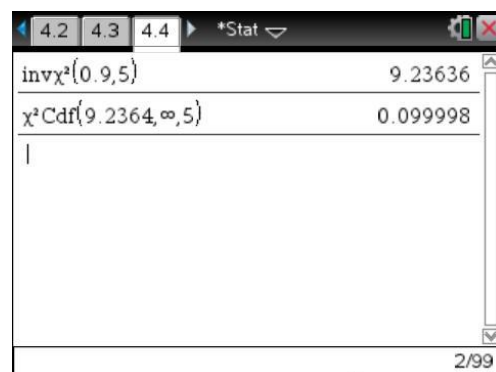 4.2 4.3 4.4 *Stat
invχ²(0.9,5) 9.23636
χ²Cdf(9.2364,∞,5) 0.099998
2/99